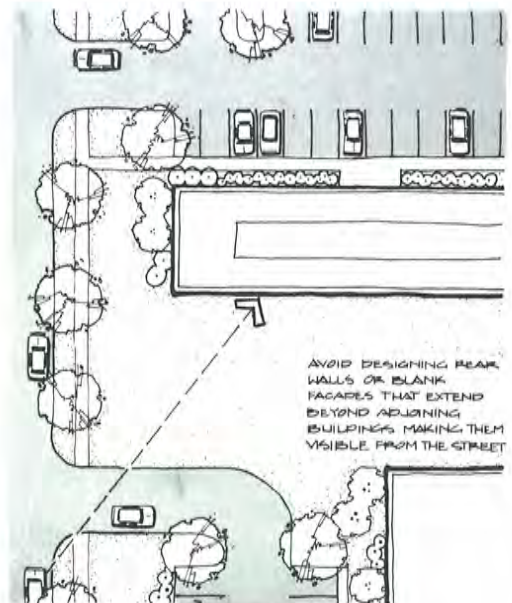 AVOID DESIGNING REAR
WALLS OR BLANK
FACADES THAT EXTEND
BEYOND ADJOINING
BUILDINGS MAKING THEM
VISIBLE FROM THE STREET